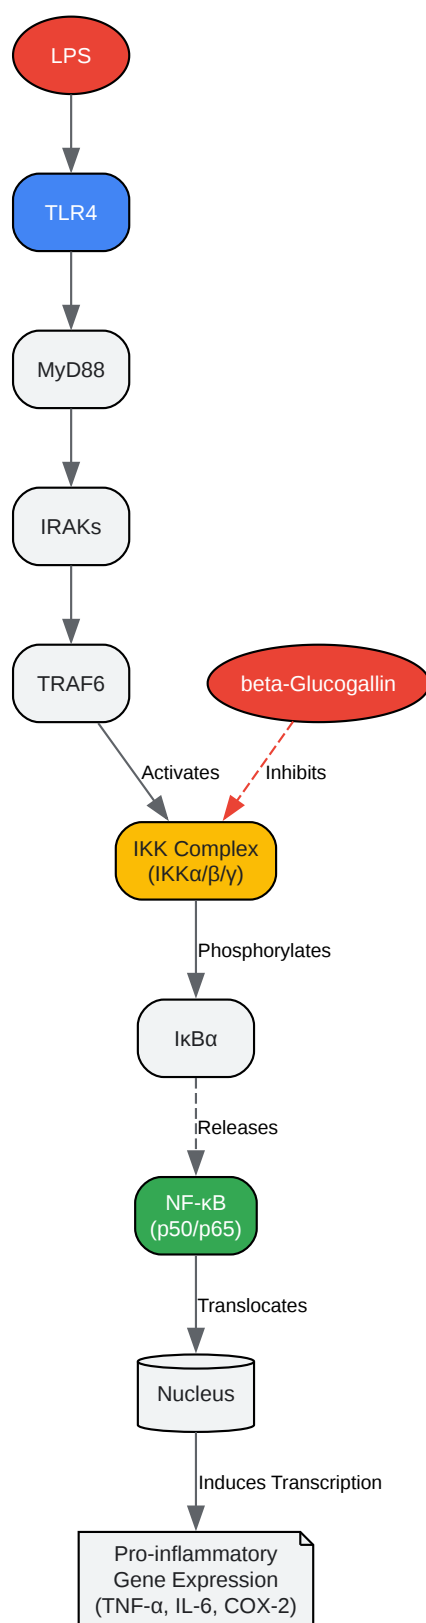 LPS
TLR4
MyD88
IRAKs
TRAF6
beta-Glucogallin
Activates
Inhibits
IKK Complex
(IKKα/β/γ)
Phosphorylates
IκBα
Releases
NF-κB
(p50/p65)
Translocates
Nucleus
Induces Transcription
Pro-inflammatory
Gene Expression
(TNF-α, IL-6, COX-2)